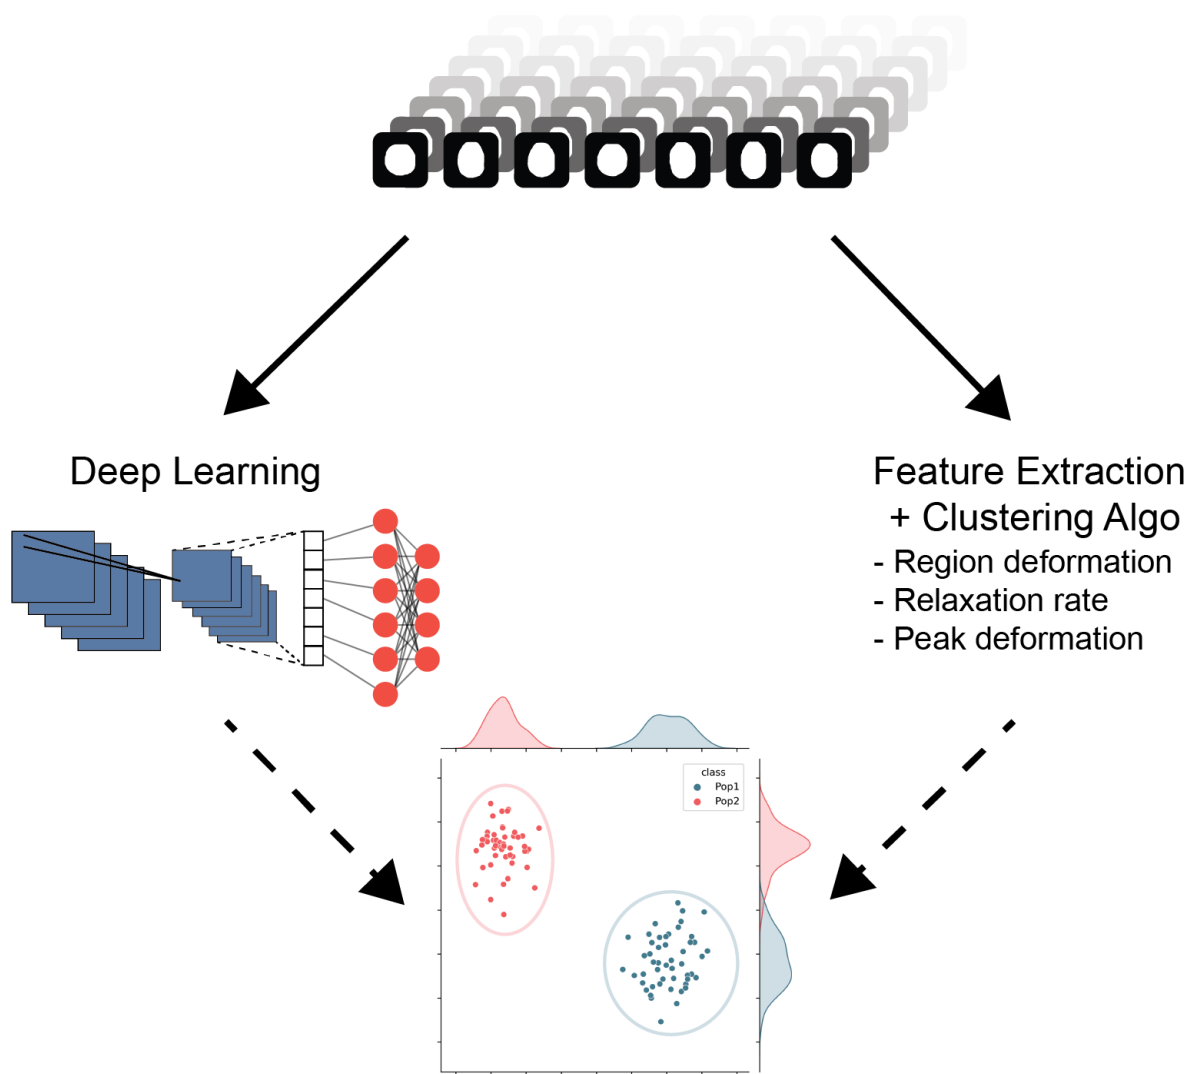 Deep Learning
Feature Extraction
+ Clustering Algo
- Region deformation
- Relaxation rate
- Peak deformation
class
Pop1
Pop2